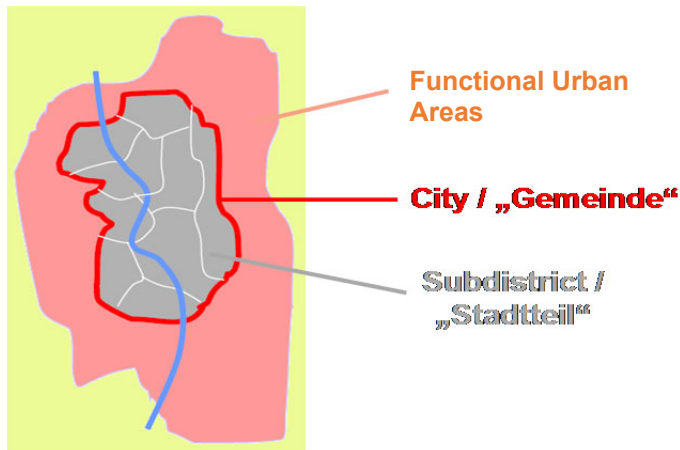 Functional Urban
Areas
City / „Gemeinde“
Subdistrict /
„Stadtteil“